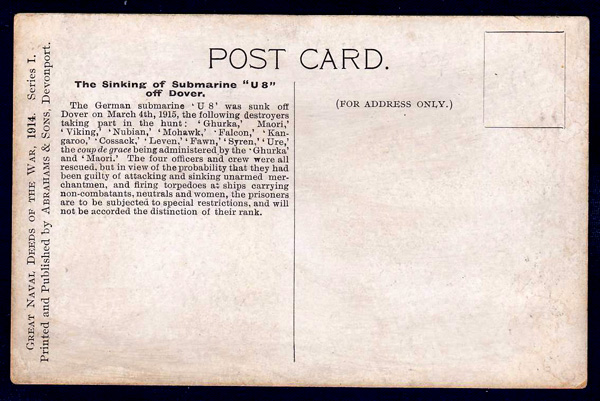 POST CARD.
The Sinking of Submarine "U 8"
off Dover.
The German submarine 'U 8' was sunk off
Dover on March 4th, 1915, the following destroyers
taking part in the hunt: 'Ghurka,' Maori,'
'Viking,' 'Nubian,' 'Mohawk,' 'Falcon,' 'Kan-
garoo,' 'Cossack,' 'Leven,' 'Fawn,' 'Syren,' 'Ure,'
the coup de grace being administered by the 'Ghurka'
and 'Maori.' The four officers and crew were all
rescued, but in view of the probability that they had
been guilty of attacking and sinking unarmed mer-
chantmen, and firing torpedoes at ships carrying
non-combatants, neutrals and women, the prisoners
are to be subjected to special restrictions, and will
not be accorded the distinction of their rank.
(FOR ADDRESS ONLY.)
GREAT NAVAL DEEDS OF THE WAR, 1914. Series I.
Printed and Published by ABRAHAMS & SONS, Devonport.